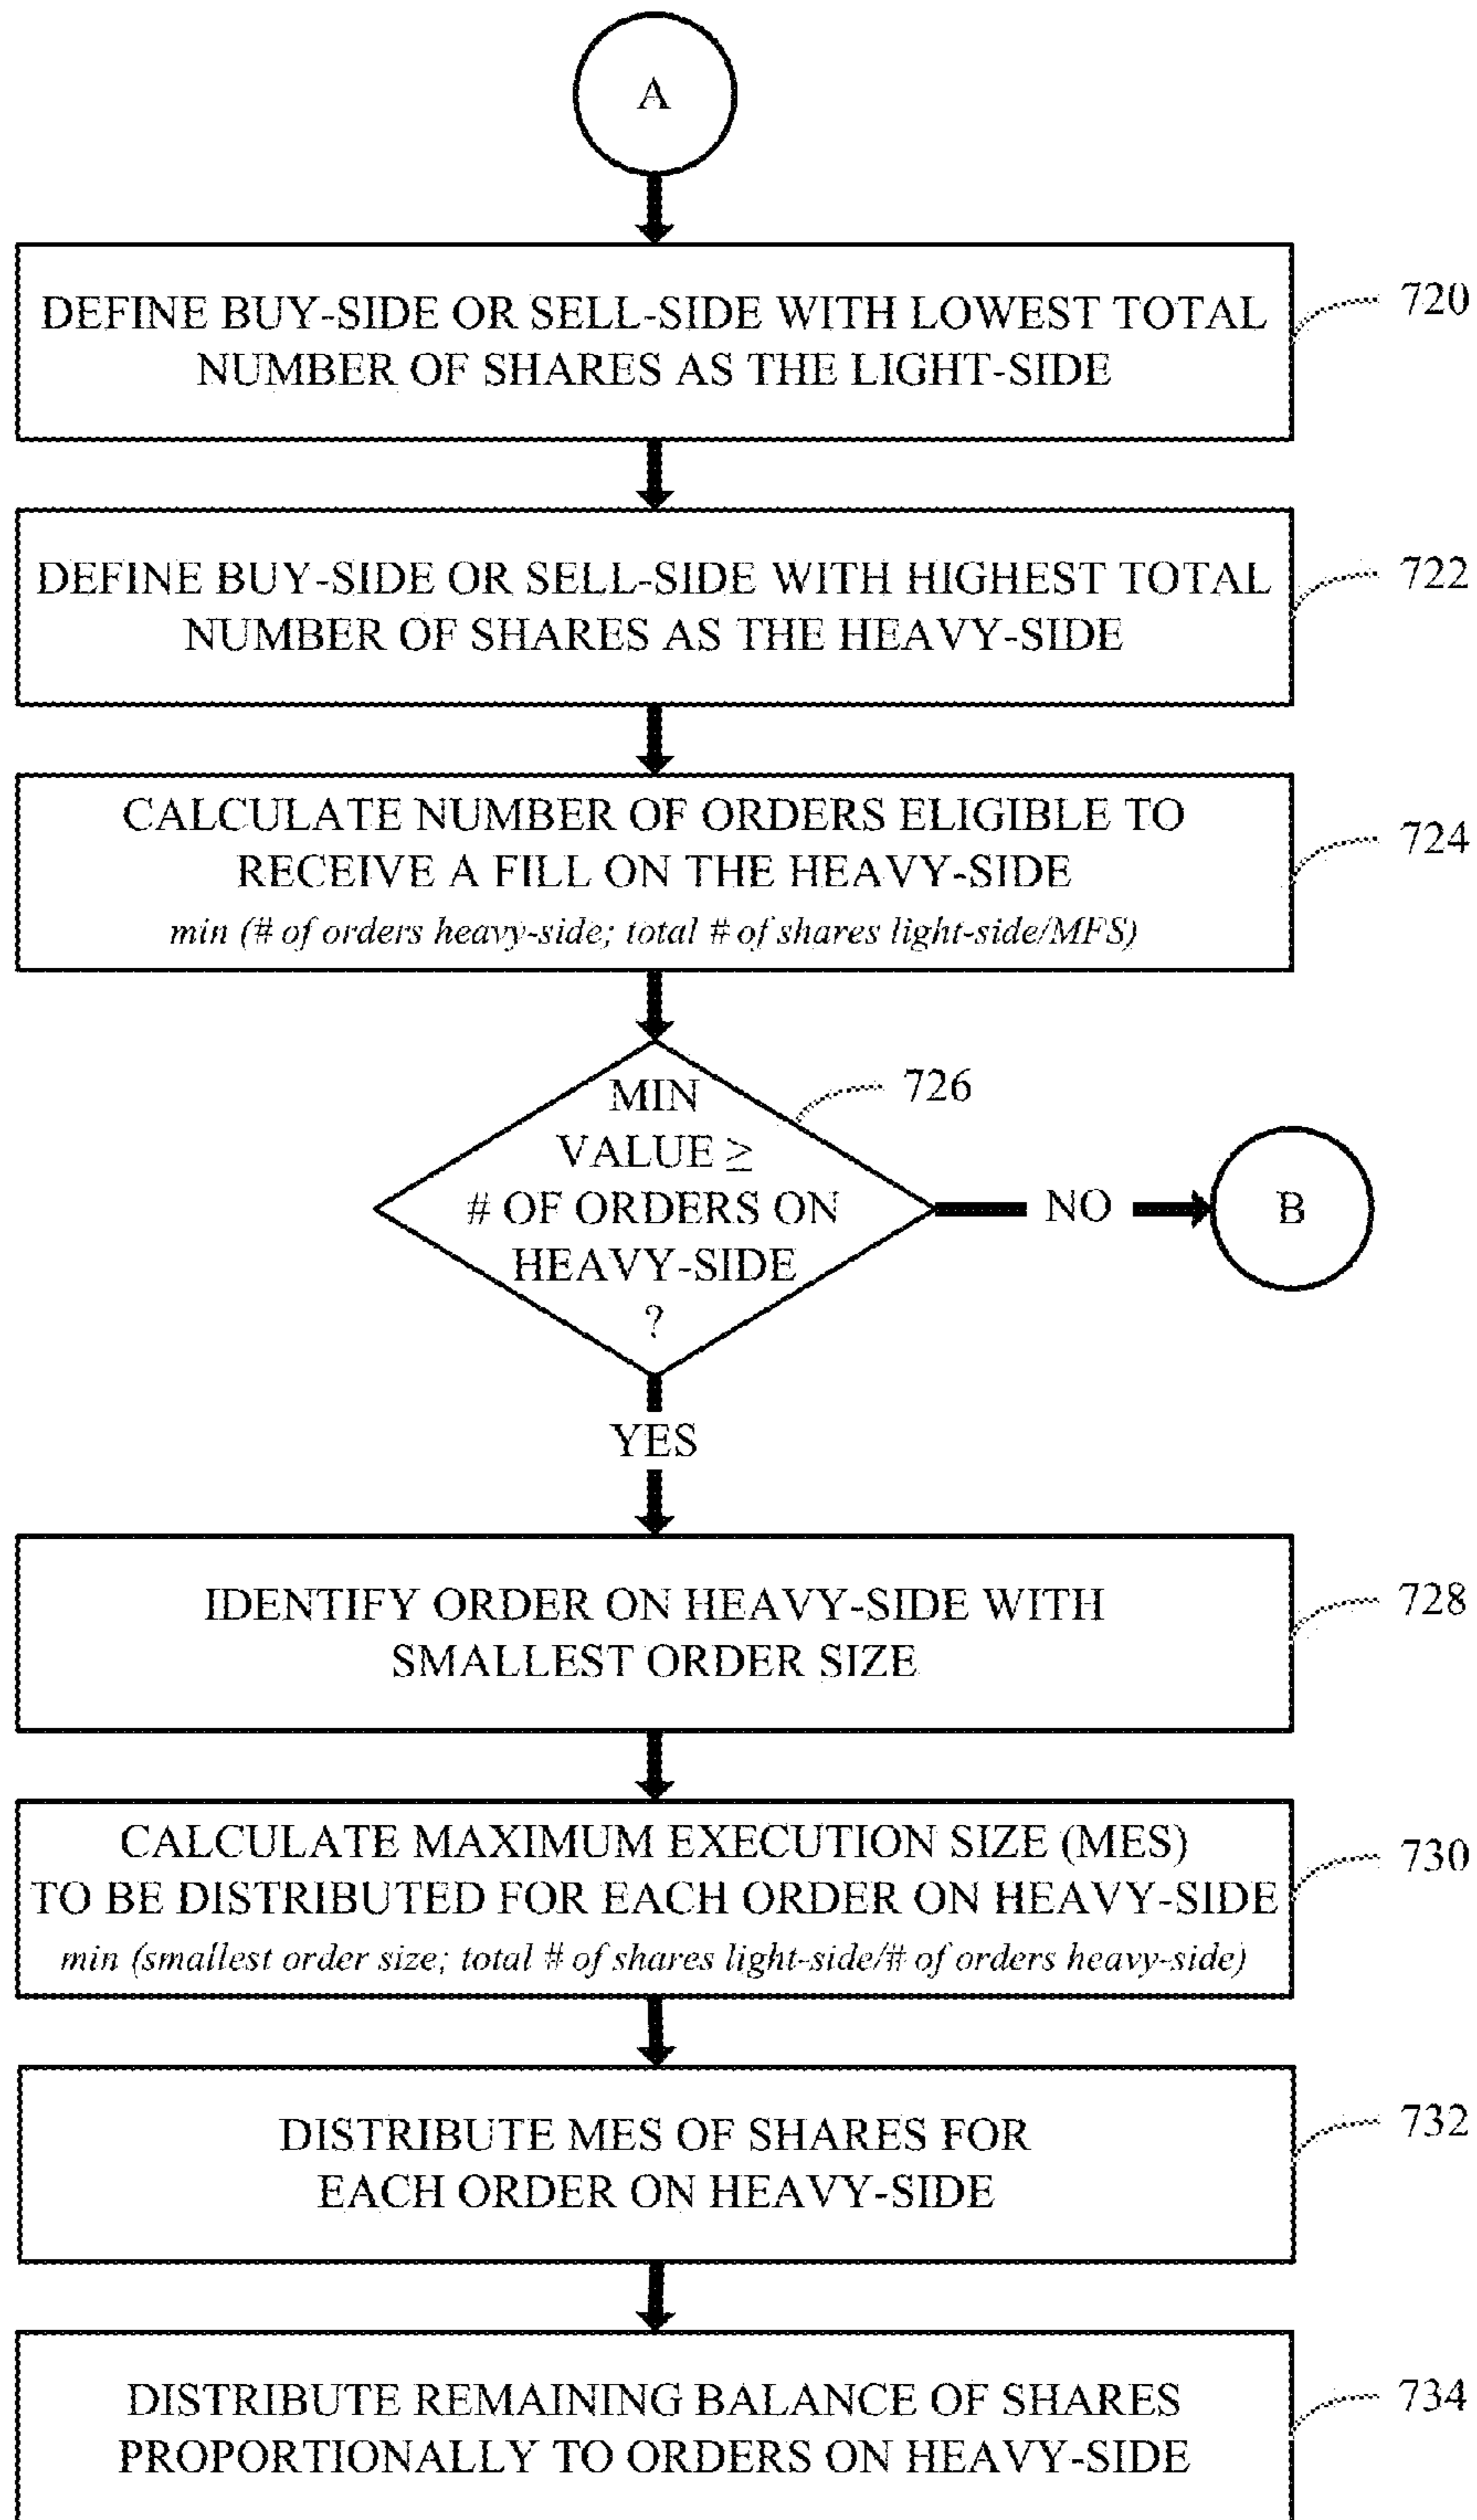 A
DEFINE BUY-SIDE OR SELL-SIDE WITH LOWEST TOTAL
NUMBER OF SHARES AS THE LIGHT-SIDE
720
DEFINE BUY-SIDE OR SELL-SIDE WITH HIGHEST TOTAL
NUMBER OF SHARES AS THE HEAVY-SIDE
722
CALCULATE NUMBER OF ORDERS ELIGIBLE TO
RECEIVE A FILL ON THE HEAVY-SIDE
min (# of orders heavy-side; total # of shares light-side/MFS)
724
MIN
VALUE ≥
# OF ORDERS ON
HEAVY-SIDE
?
726
NO
B
YES
IDENTIFY ORDER ON HEAVY-SIDE WITH
SMALLEST ORDER SIZE
728
CALCULATE MAXIMUM EXECUTION SIZE (MES)
TO BE DISTRIBUTED FOR EACH ORDER ON HEAVY-SIDE
min (smallest order size; total # of shares light-side/# of orders heavy-side)
730
DISTRIBUTE MES OF SHARES FOR
EACH ORDER ON HEAVY-SIDE
732
DISTRIBUTE REMAINING BALANCE OF SHARES
PROPORTIONALLY TO ORDERS ON HEAVY-SIDE
734